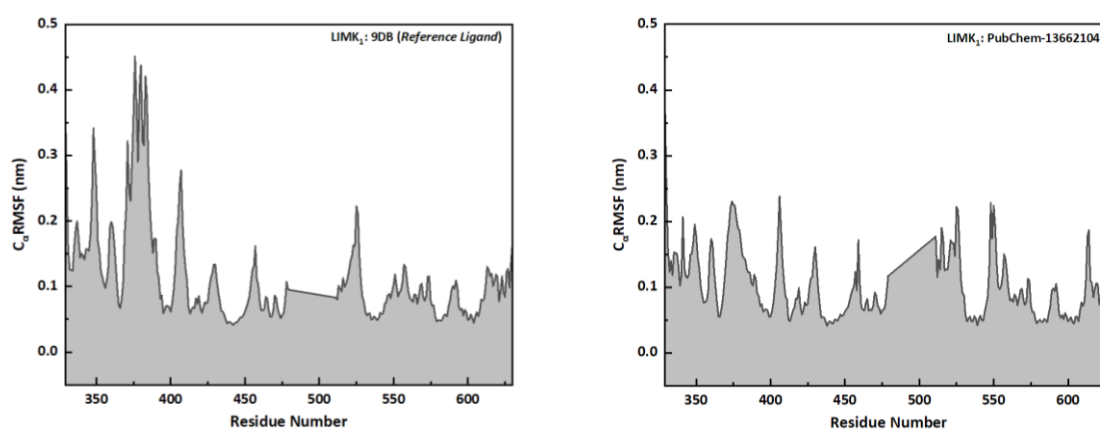 LIMK₁: 9DB (Reference Ligand)
0.5
0.4
0.3
0.2
0.1
0.0
CαRMSF (nm)
350 400 450 500 550 600
Residue Number
LIMK₁: PubChem-13662104
0.5
0.4
0.3
0.2
0.1
0.0
CαRMSF (nm)
350 400 450 500 550 600
Residue Number